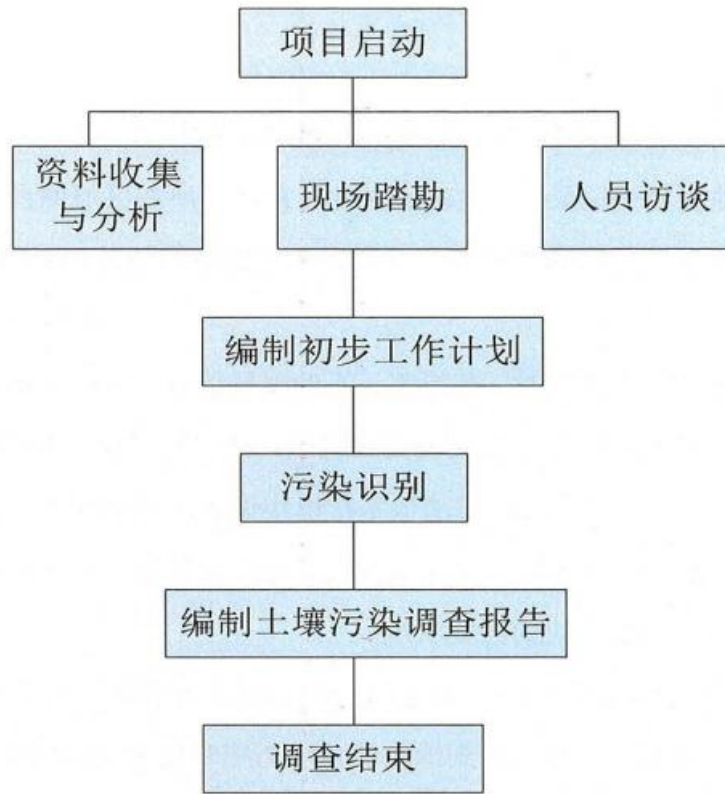 项目启动
资料收集
与分析
现场踏勘
人员访谈
编制初步工作计划
污染识别
编制土壤污染调查报告
调查结束